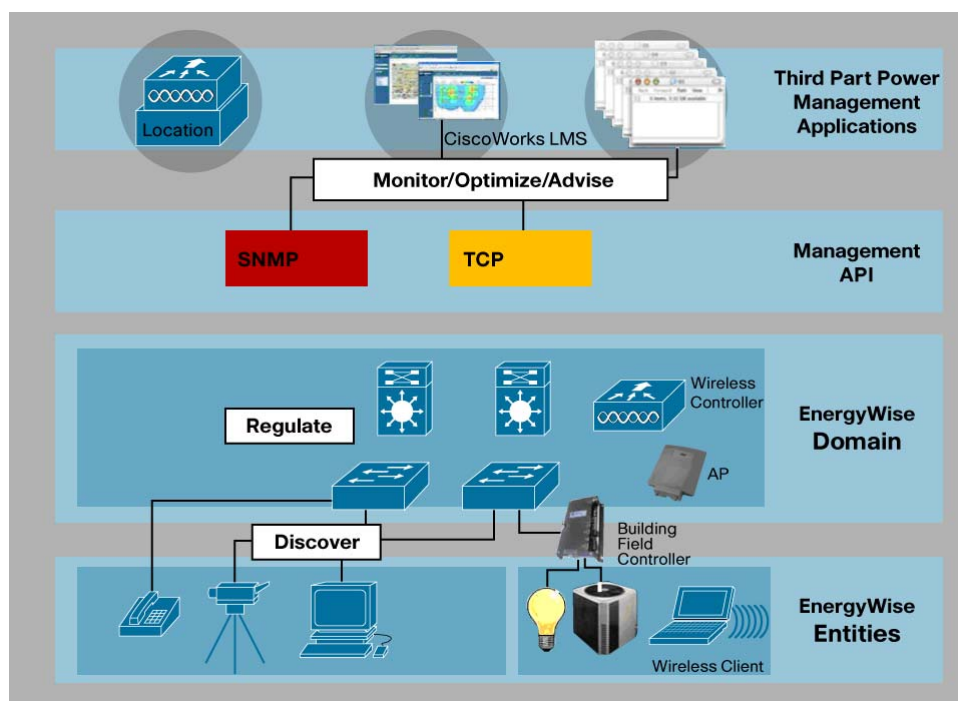 Third Part Power
Management
Applications
Location
CiscoWorks LMS
Monitor/Optimize/Advise
SNMP
TCP
Management
API
Wireless
Controller
Regulate
EnergyWise
Domain
AP
Building
Field
Controller
Discover
EnergyWise
Entities
Wireless Client